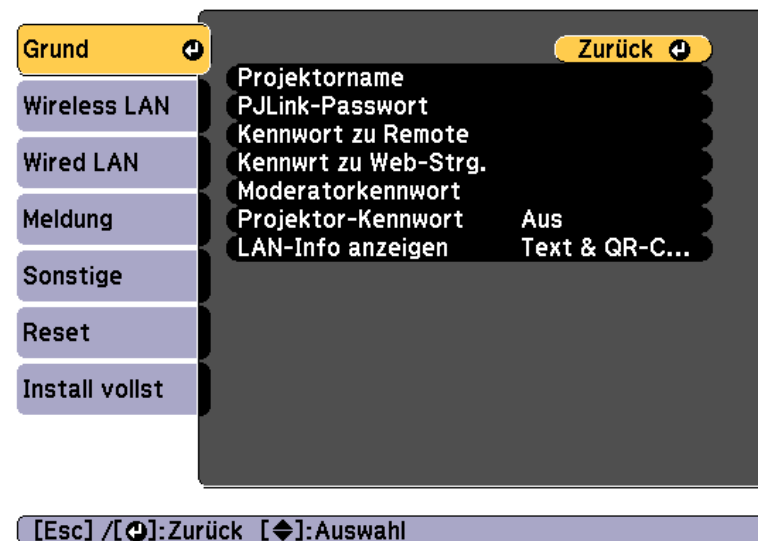 Grund
Wireless LAN
Wired LAN
Meldung
Sonstige
Reset
Install vollst
Zurück
Projektorname
PJLink-Passwort
Kennwort zu Remote
Kennwrt zu Web-Strg.
Moderatorkennwort
Projektor-Kennwort Aus
LAN-Info anzeigen Text & QR-C...
[Esc] /[⏎]:Zurück [◆]:Auswahl